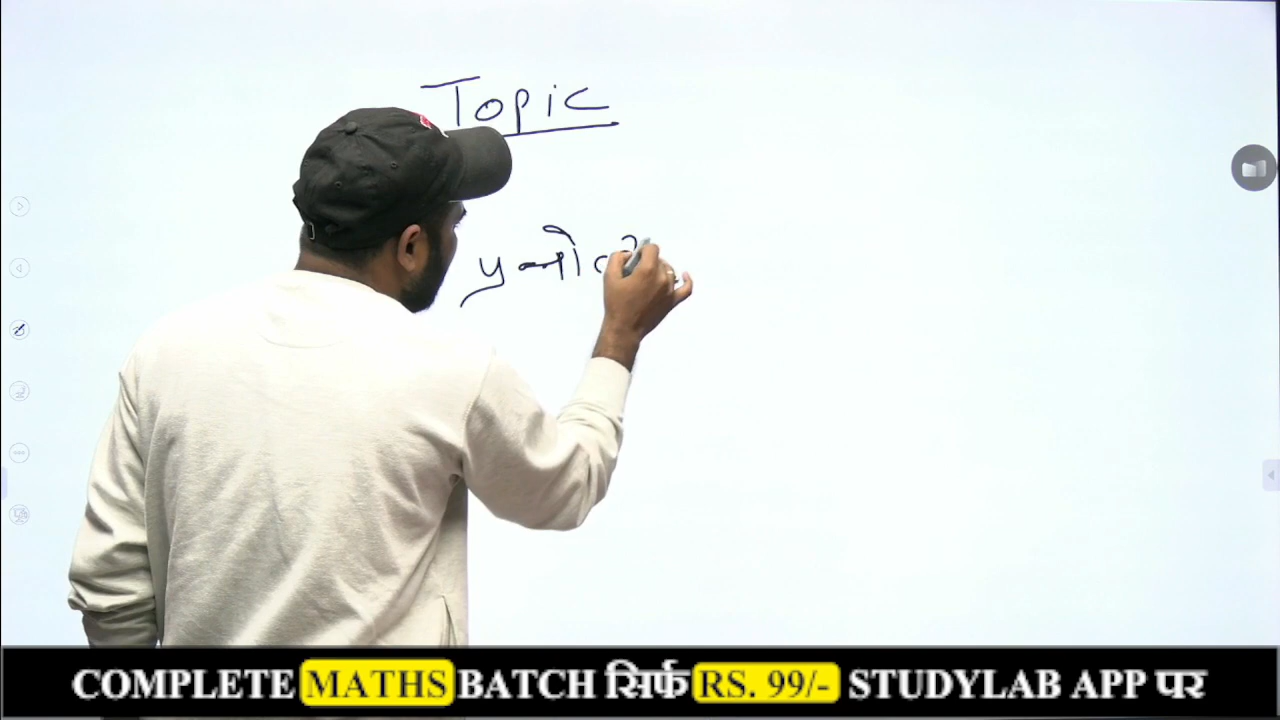 Topic
COMPLETE MATHS BATCH सिर्फ RS. 99/- STUDYLAB APP पर